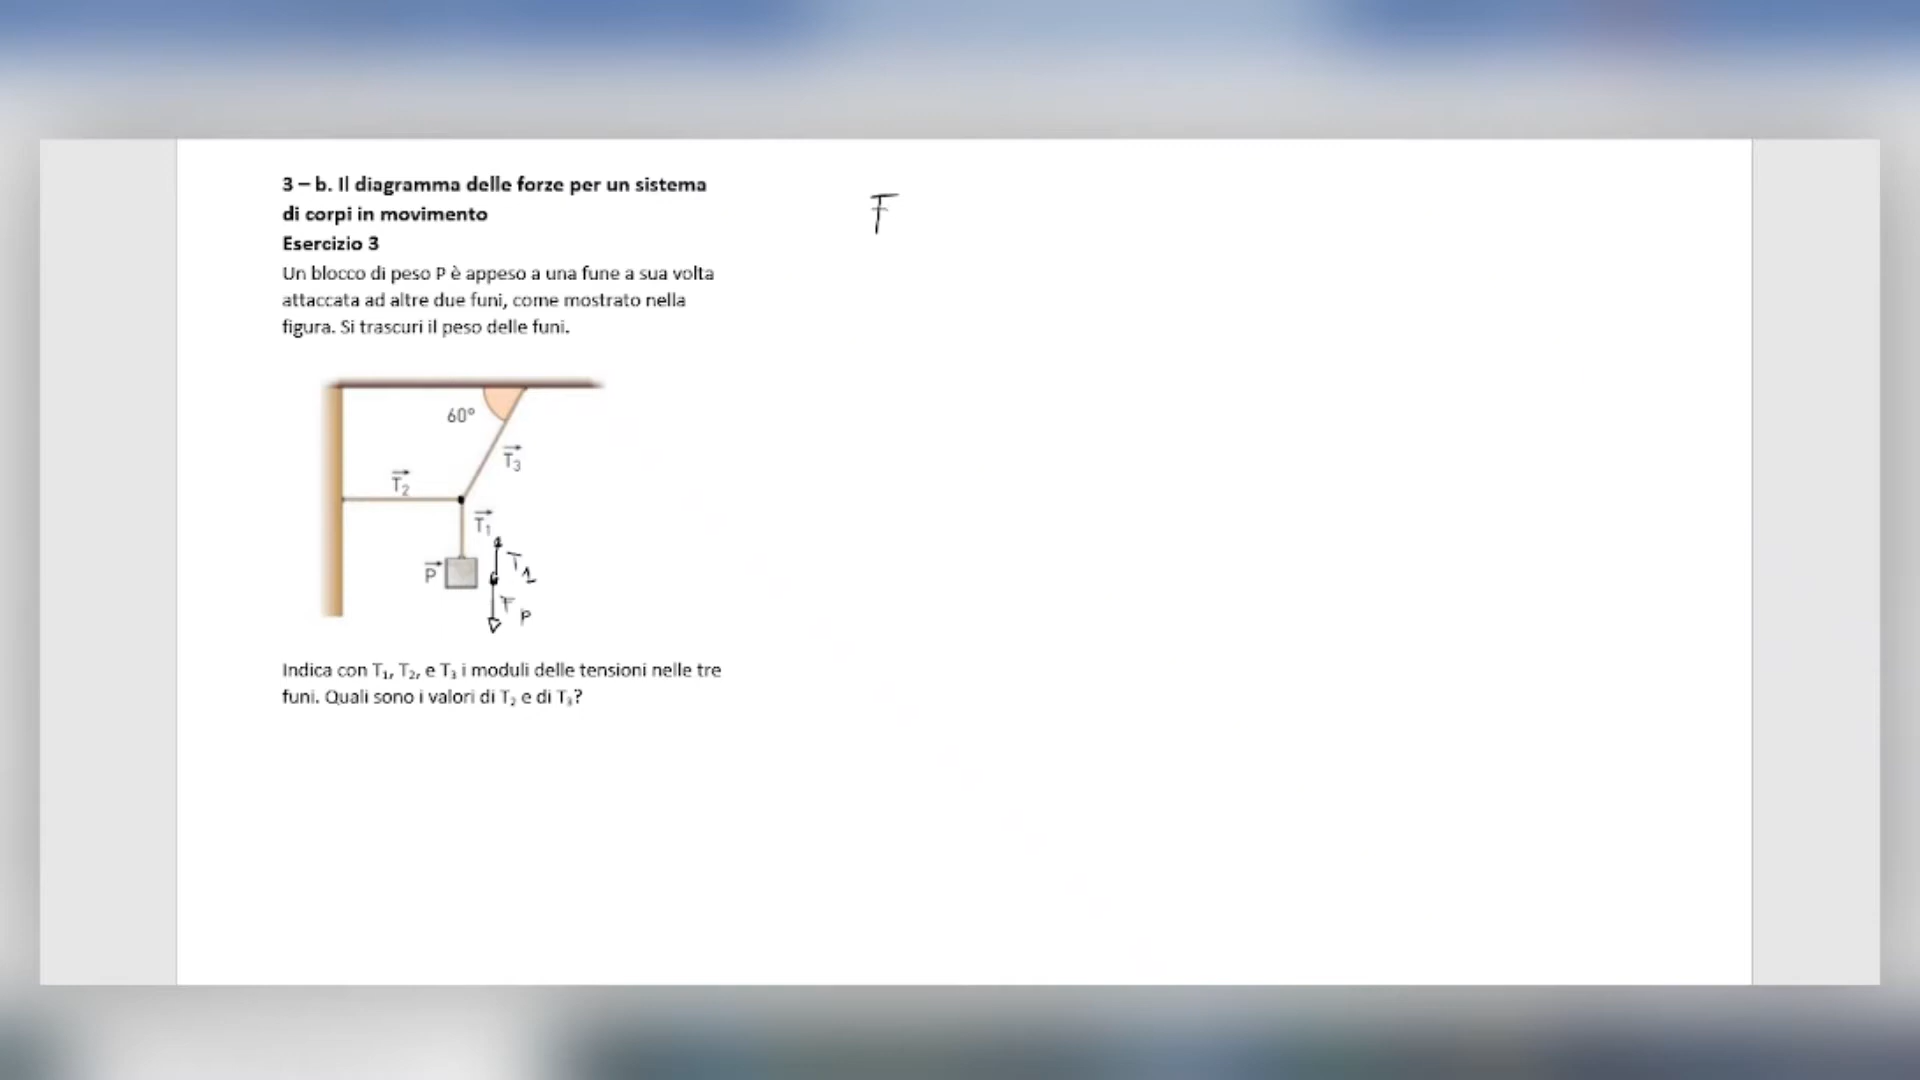 3 – b. Il diagramma delle forze per un sistema
di corpi in movimento
F
Esercizio 3
Un blocco di peso P è appeso a una fune a sua volta
attaccata ad altre due funi, come mostrato nella
figura. Si trascuri il peso delle funi.
60°
T₃
T₂
T₁
T₁
P
F P
Indica con T₁, T₂, e T₃ i moduli delle tensioni nelle tre
funi. Quali sono i valori di T₂ e di T₃?